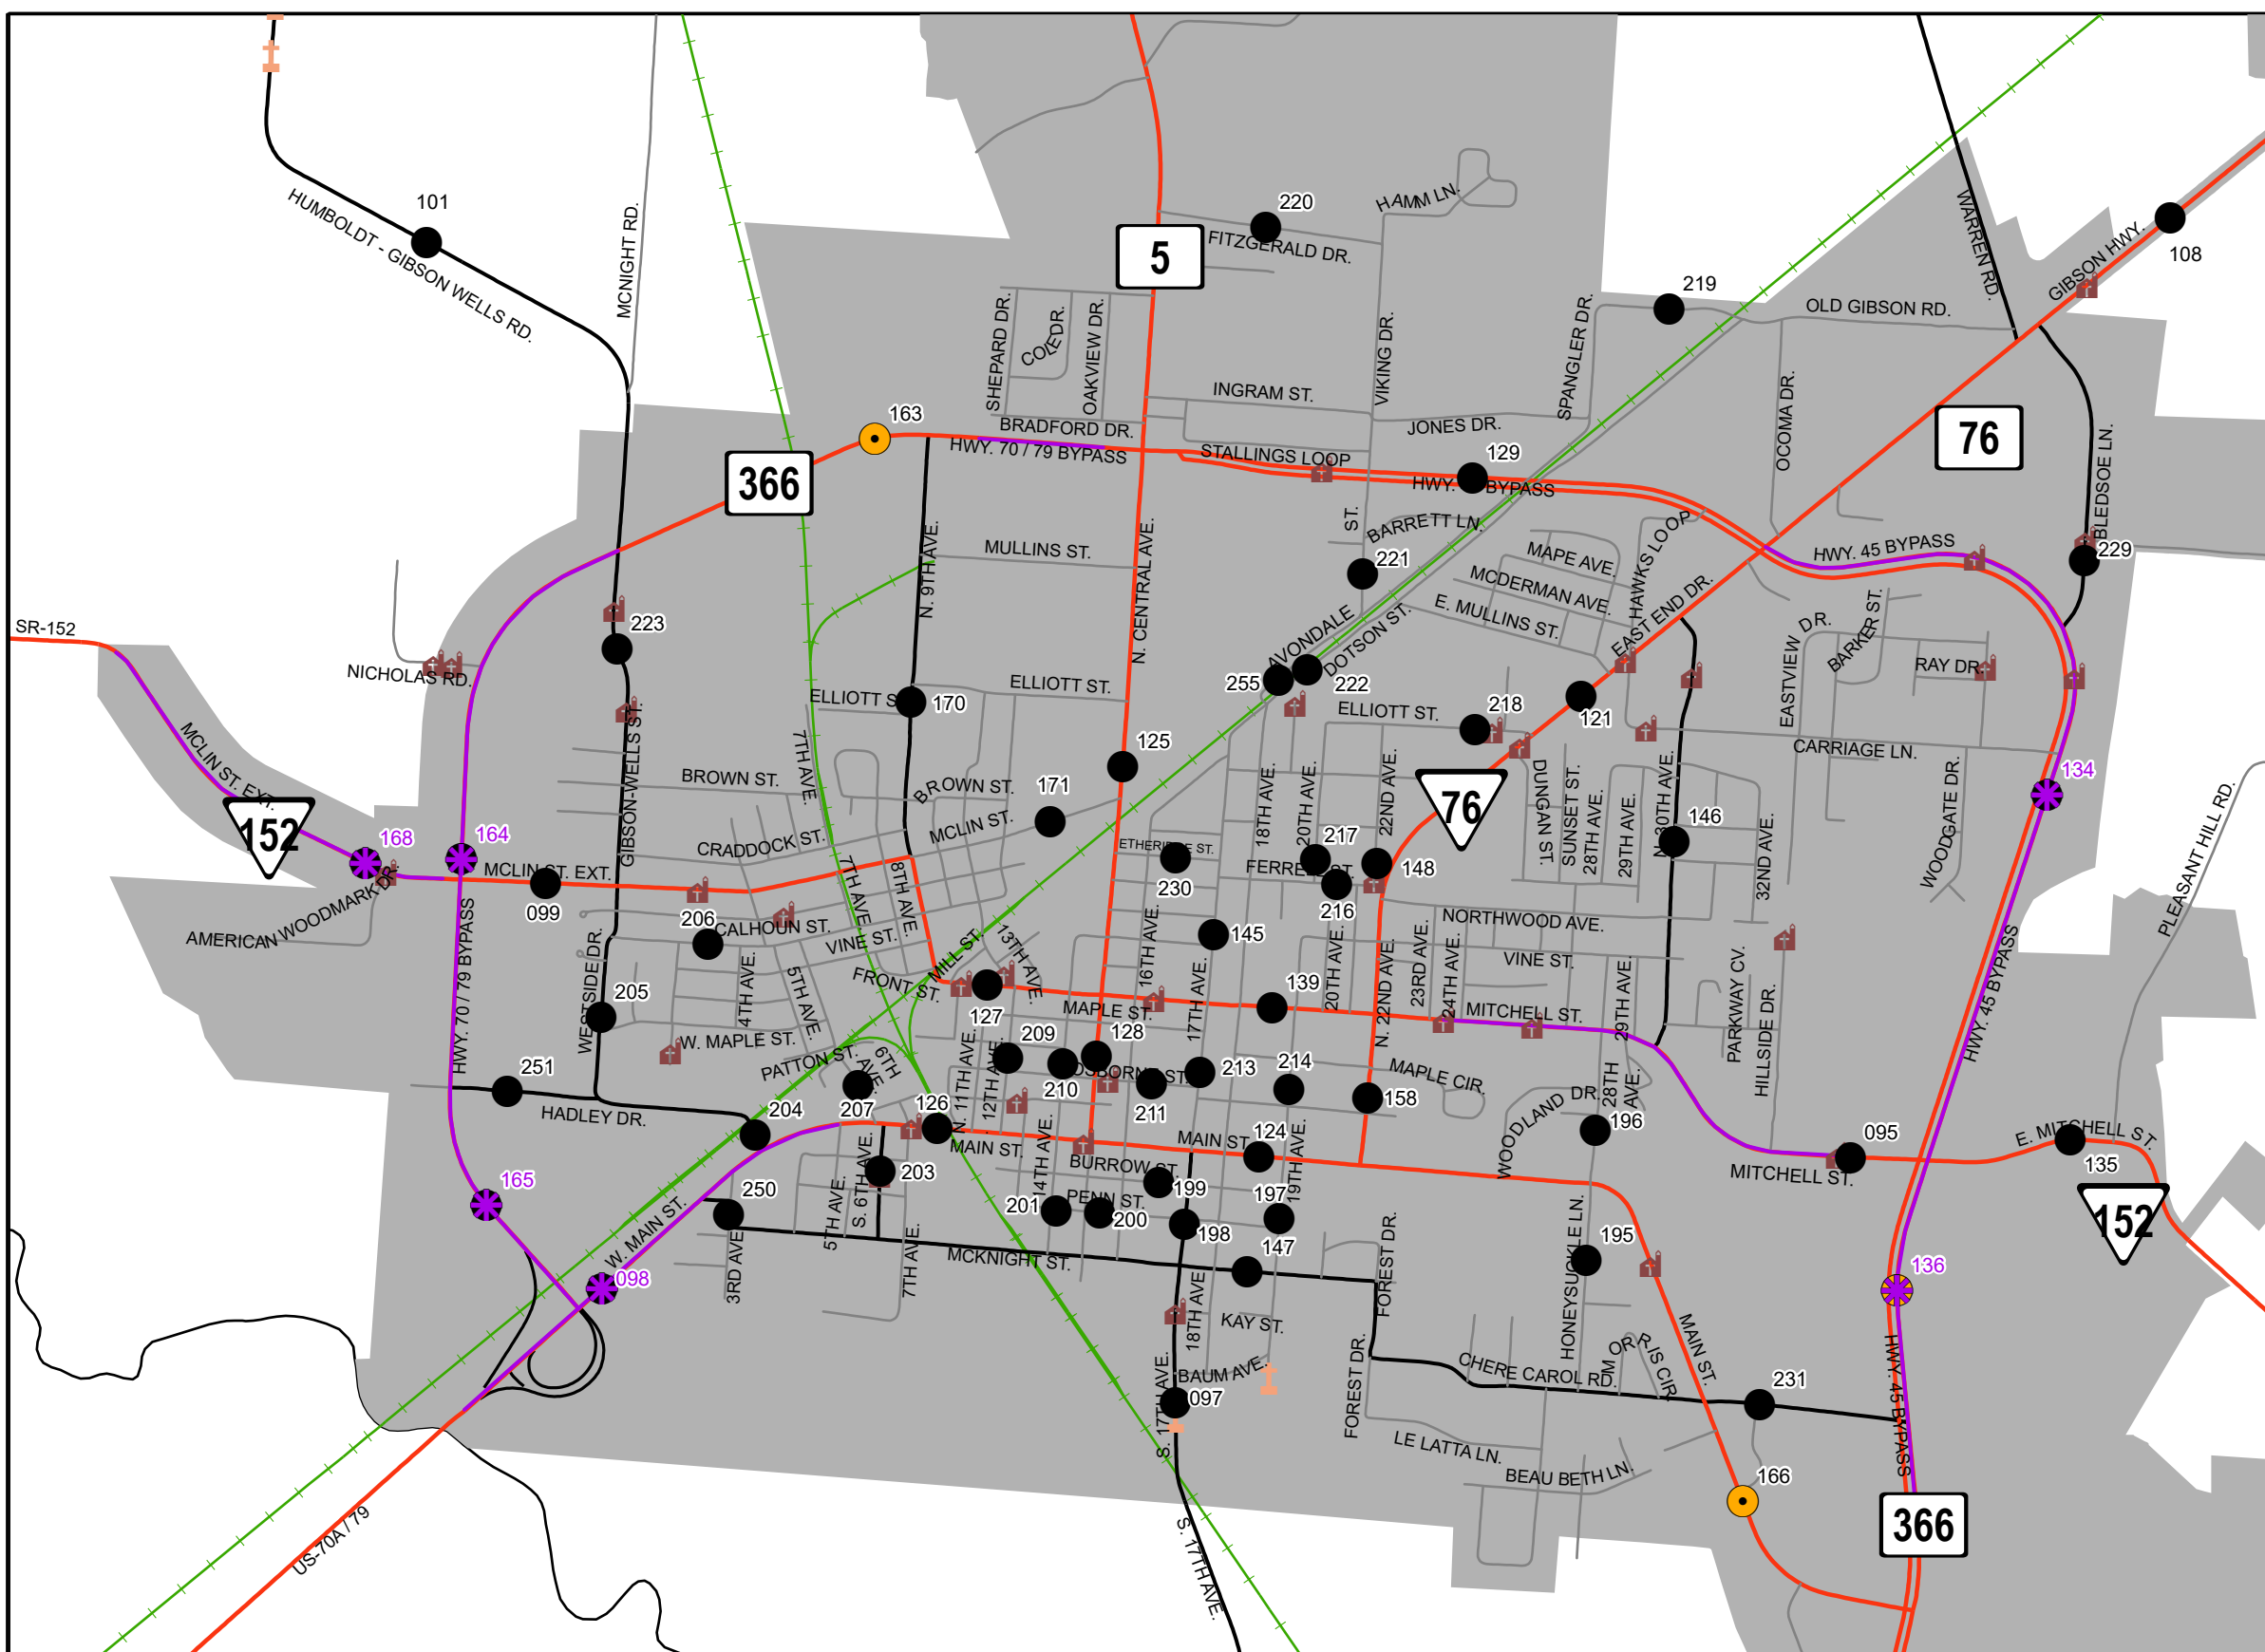 101
HUMBOLDT - GIBSON WELLS RD.
MCNIGHT RD.
5
220
FITZGERALD DR.
HAMM LN.
VIKING DR.
219
SPANGLER DR.
OLD GIBSON RD.
OCOMA DR.
WARREN RD.
GIBSON HWY.
108
76
BLEDSOE LN.
229
SHEPARD DR.
COLE DR.
OAKVIEW DR.
INGRAM ST.
BRADFORD DR.
HWY. 70 / 79 BYPASS
STALLINGS LOOP
JONES DR.
129
HWY. BYPASS
163
366
MULLINS ST.
N. 9TH AVE.
N. CENTRAL AVE.
ST.
BARRETT LN.
221
MAPE AVE.
MCDERMAN AVE.
E. MULLINS ST.
HAWKS LOOP
EAST END DR.
HWY. 45 BYPASS
EASTVIEW DR.
BARKER ST.
RAY DR.
CARRIAGE LN.
134
WOODGATE DR.
PLEASANT HILL RD.
SR-152
NICHOLAS RD.
223
GIBSON-WELLS ST.
MCLIN ST. EXT.
152
168
164
MCLIN ST. EXT.
099
AMERICAN WOODMARK DR.
HWY. 70 / 79 BYPASS
BROWN ST.
7TH AVE.
ELLIOTT S
170
ELLIOTT ST.
125
BROWN ST.
171
MCLIN ST.
CRADDOCK ST.
7TH AVE.
8TH AVE.
206
CALHOUN ST.
VINE ST.
FRONT ST.
MILL ST.
13TH AVE.
AVONDALE
DOTSON ST.
255
222
ELLIOTT ST.
218
121
76
18TH AVE.
20TH AVE.
22ND AVE.
DUNGAN ST.
SUNSET ST.
28TH AVE.
29TH AVE.
N. 30TH AVE.
146
32ND AVE.
217
FERRELL ST.
148
216
230
145
16TH AVE.
17TH AVE.
NORTHWOOD AVE.
VINE ST.
20TH AVE.
N. 22ND AVE.
23RD AVE.
24TH AVE.
29TH AVE.
MITCHELL ST.
PARKWAY CV.
HILLSIDE DR.
HWY. 45 BYPASS
139
MAPLE ST.
127
205
WESTSIDE DR.
4TH AVE.
5TH AVE.
W. MAPLE ST.
PATTON ST.
6TH AVE.
207
N. 11TH AVE.
12TH AVE.
209
210
128
OSBORNE ST.
211
213
214
MAPLE CIR.
158
WOODLAND DR.
28TH AVE.
196
095
MITCHELL ST.
E. MITCHELL ST.
135
152
251
HADLEY DR.
204
126
MAIN ST.
MAIN ST.
124
BURROW ST.
199
14TH AVE.
PENN ST.
201
200
198
197
19TH AVE.
203
S. 6TH AVE.
5TH AVE.
7TH AVE.
250
3RD AVE
W. MAIN ST.
165
098
MCKNIGHT ST.
147
FOREST DR.
HONEYSUCKLE LN.
195
136
18TH AVE
KAY ST.
BAUM AVE.
097
S. 17TH AVE.
FOREST DR.
CHERE CAROL RD.
MORRIS CIR.
MAIN ST.
231
HWY. 45 BYPASS
LE LATTA LN.
BEAU BETH LN.
166
366
US-70A / 79
S. 17TH AVE.